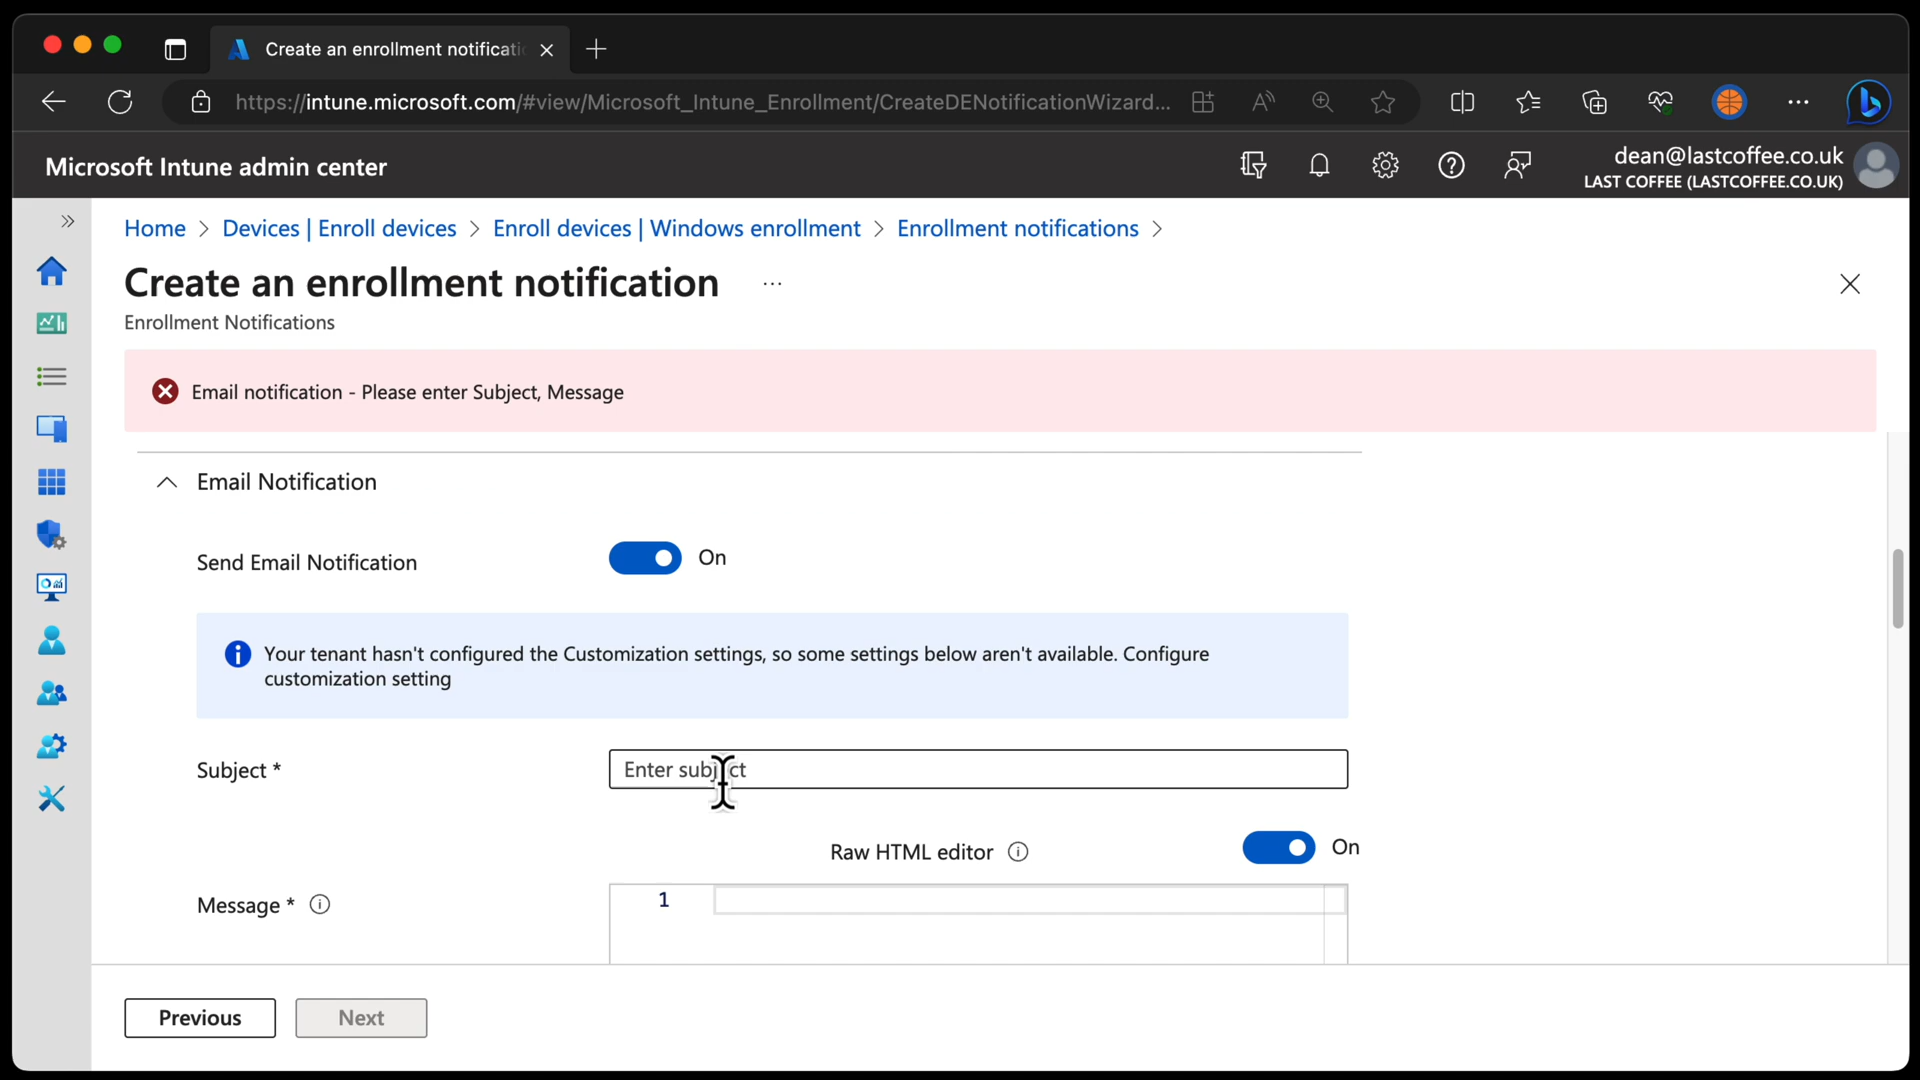 Create an enrollment notificati
https://intune.microsoft.com/#view/Microsoft_Intune_Enrollment/CreateDENotificationWizard...
Microsoft Intune admin center
dean@lastcoffee.co.uk
LAST COFFEE (LASTCOFFEE.CO.UK)
Home > Devices | Enroll devices > Enroll devices | Windows enrollment > Enrollment notifications >
Create an enrollment notification ...
Enrollment Notifications
Email notification - Please enter Subject, Message
Email Notification
Send Email Notification On
Your tenant hasn't configured the Customization settings, so some settings below aren't available. Configure
customization setting
Subject * Enter subject
Raw HTML editor On
Message * 1
Previous Next